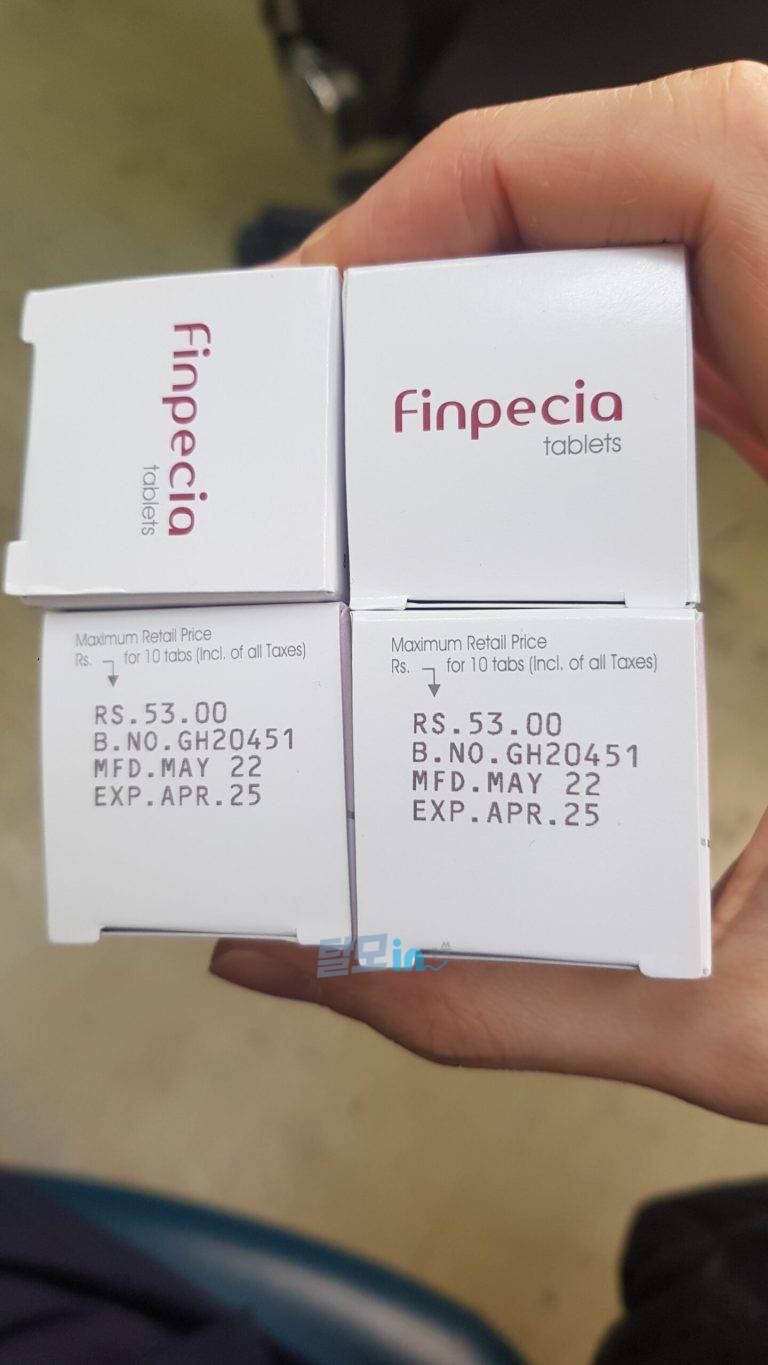 Finpecia
tablets
Finpecia
tablets
Maximum Retail Price
Rs. for 10 tabs (Incl. of all Taxes)
RS.53.00
B.NO.GH20451
MFD.MAY 22
EXP.APR.25
Maximum Retail Price
Rs. for 10 tabs (Incl. of all Taxes)
RS.53.00
B.NO.GH20451
MFD.MAY 22
EXP.APR.25
탈모in